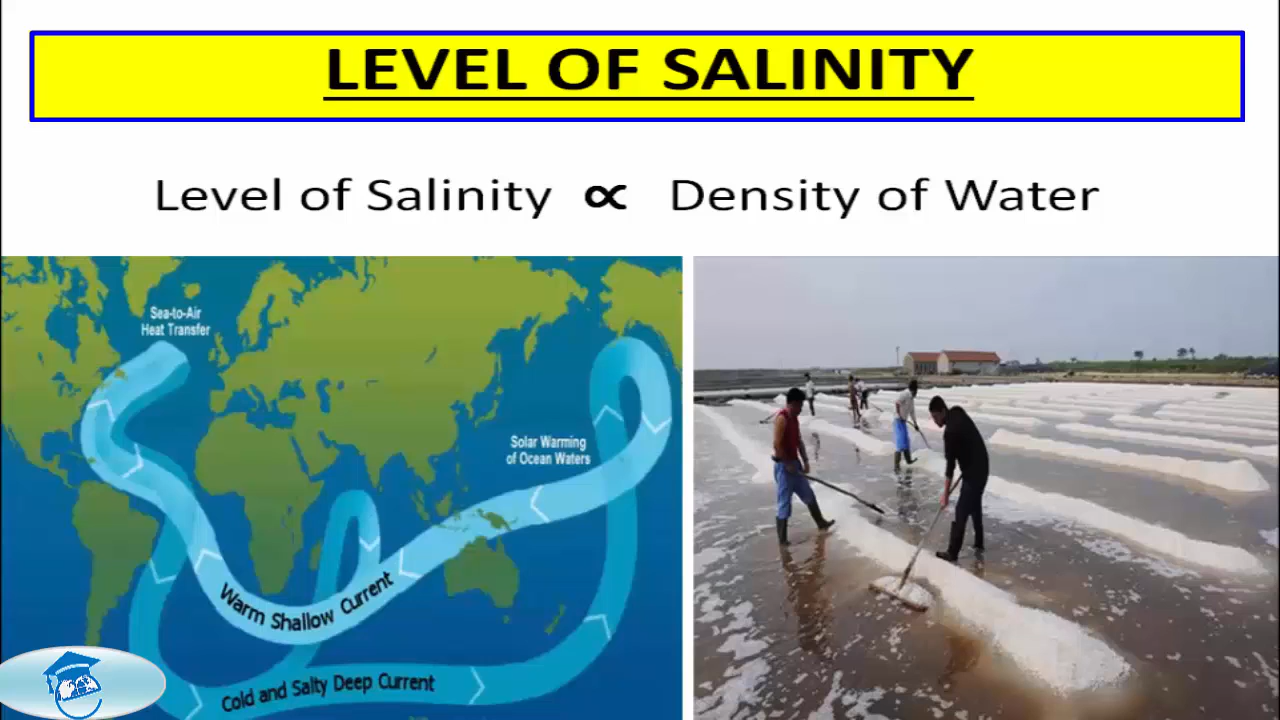 LEVEL OF SALINITY
Level of Salinity ∝ Density of Water
Sea-to-Air
Heat Transfer
Solar Warming
of Ocean Waters
Warm Shallow Current
Cold and Salty Deep Current